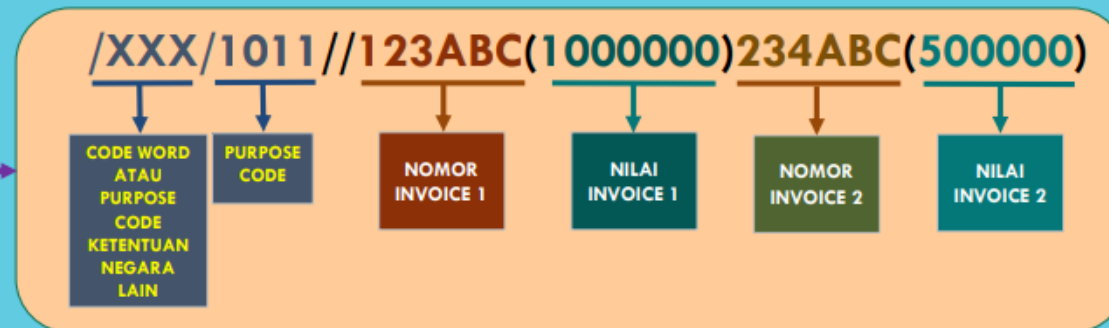 /XXX/1011//123ABC(1000000)234ABC(500000)
CODE WORD
ATAU
PURPOSE
CODE
KETENTUAN
NEGARA
LAIN
PURPOSE
CODE
NOMOR
INVOICE 1
NILAI
INVOICE 1
NOMOR
INVOICE 2
NILAI
INVOICE 2